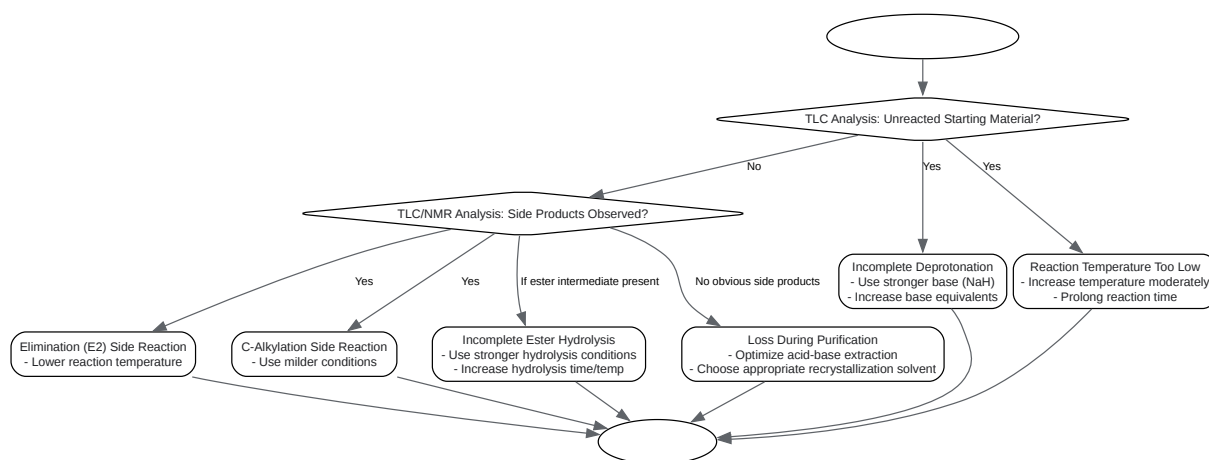 TLC Analysis: Unreacted Starting Material?
No
Yes
Yes
TLC/NMR Analysis: Side Products Observed?
Yes
Yes
If ester intermediate present
No obvious side products
Incomplete Deprotonation
- Use stronger base (NaH)
- Increase base equivalents
Reaction Temperature Too Low
- Increase temperature moderately
- Prolong reaction time
Elimination (E2) Side Reaction
- Lower reaction temperature
C-Alkylation Side Reaction
- Use milder conditions
Incomplete Ester Hydrolysis
- Use stronger hydrolysis conditions
- Increase hydrolysis time/temp
Loss During Purification
- Optimize acid-base extraction
- Choose appropriate recrystallization solvent